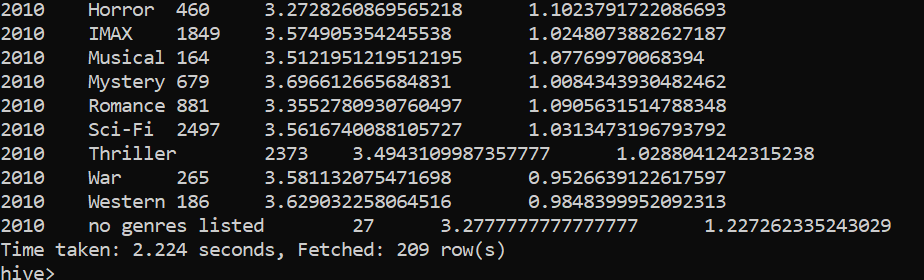 2010 Horror 460 3.2728260869565218 1.1023791722086693
2010 IMAX 1849 3.574905354245538 1.0248073882627187
2010 Musical 164 3.5121951219512195 1.07769970068394
2010 Mystery 679 3.696612665684831 1.0084343930482462
2010 Romance 881 3.3552780930760497 1.0905631514788348
2010 Sci-Fi 2497 3.5616740088105727 1.0313473196793792
2010 Thriller 2373 3.4943109987357777 1.0288041242315238
2010 War 265 3.581132075471698 0.9526639122617597
2010 Western 186 3.629032258064516 0.9848399952092313
2010 no genres listed 27 3.2777777777777777 1.227262335243029
Time taken: 2.224 seconds, Fetched: 209 row(s)
hive>